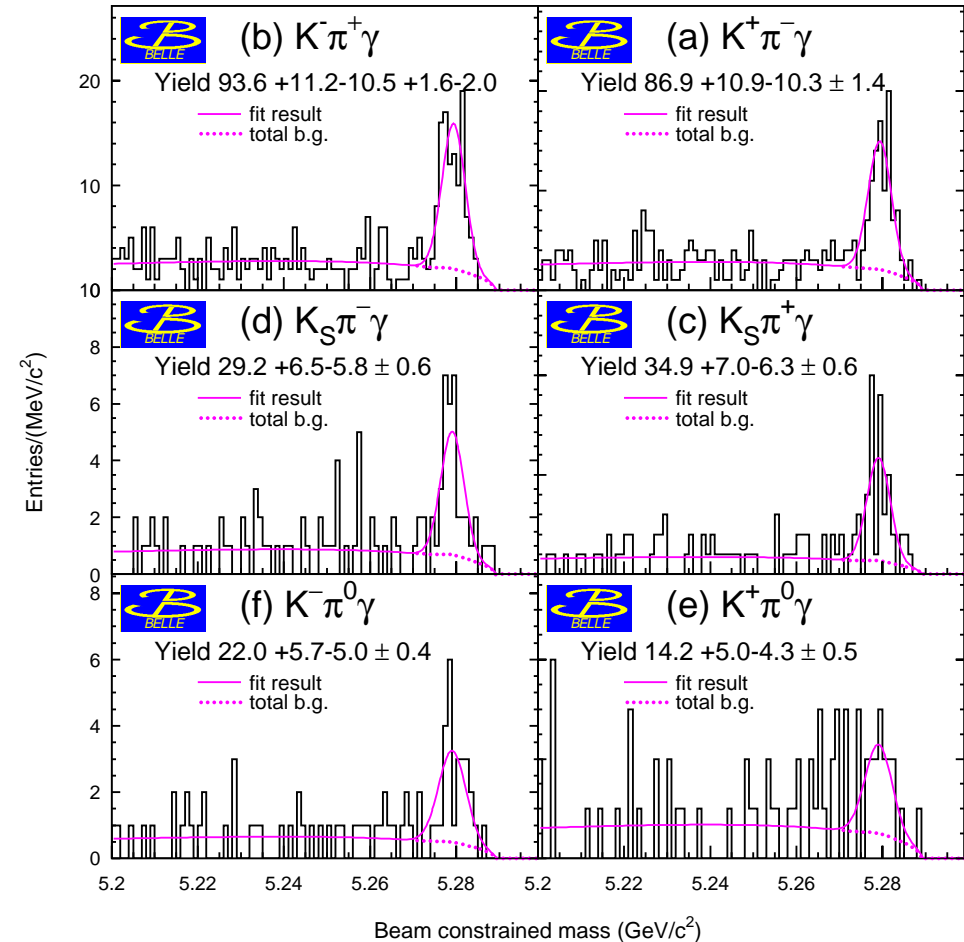 (b) K⁻π⁺γ
B
BELLE
Yield 93.6 +11.2-10.5 +1.6-2.0
fit result
total b.g.
(a) K⁺π⁻γ
B
BELLE
Yield 86.9 +10.9-10.3 ± 1.4
fit result
total b.g.
20
10
0
(d) K_Sπ⁻γ
B
BELLE
Yield 29.2 +6.5-5.8 ± 0.6
fit result
total b.g.
(c) K_Sπ⁺γ
B
BELLE
Yield 34.9 +7.0-6.3 ± 0.6
fit result
total b.g.
10
8
6
4
2
0
Entries/(MeV/c²)
(f) K⁻π⁰γ
B
BELLE
Yield 22.0 +5.7-5.0 ± 0.4
fit result
total b.g.
(e) K⁺π⁰γ
B
BELLE
Yield 14.2 +5.0-4.3 ± 0.5
fit result
total b.g.
8
6
4
2
0
5.2 5.22 5.24 5.26 5.28 5.2 5.22 5.24 5.26 5.28
Beam constrained mass (GeV/c²)